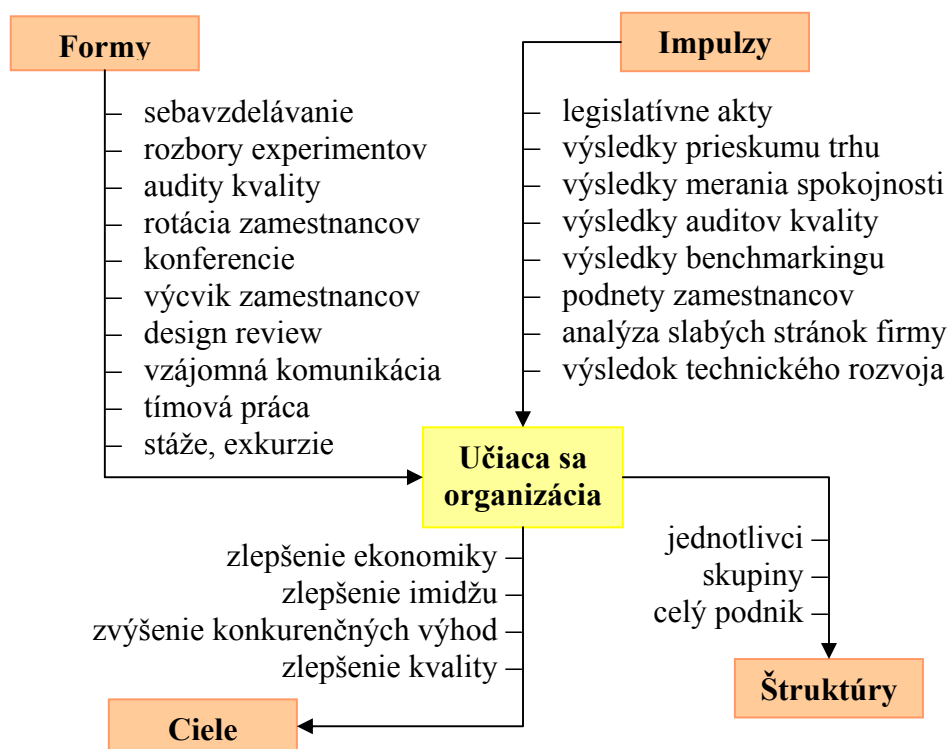 Formy
– sebavzdelávanie
– rozbory experimentov
– audity kvality
– rotácia zamestnancov
– konferencie
– výcvik zamestnancov
– design review
– vzájomná komunikácia
– tímová práca
– stáže, exkurzie
Impulzy
– legislatívne akty
– výsledky prieskumu trhu
– výsledky merania spokojnosti
– výsledky auditov kvality
– výsledky benchmarkingu
– podnety zamestnancov
– analýza slabých stránok firmy
– výsledok technického rozvoja
Učiaca sa
organizácia
zlepšenie ekonomiky –
zlepšenie imidžu –
zvýšenie konkurenčných výhod –
zlepšenie kvality –
Ciele
jednotlivci –
skupiny –
celý podnik –
Štruktúry